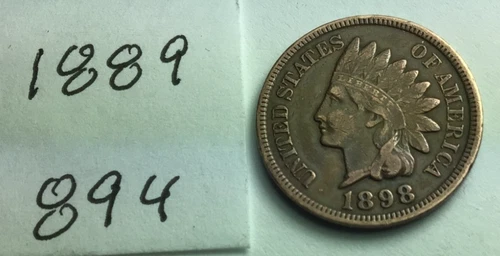 1889
894
UNITED STATES OF AMERICA
LIBERTY
1898